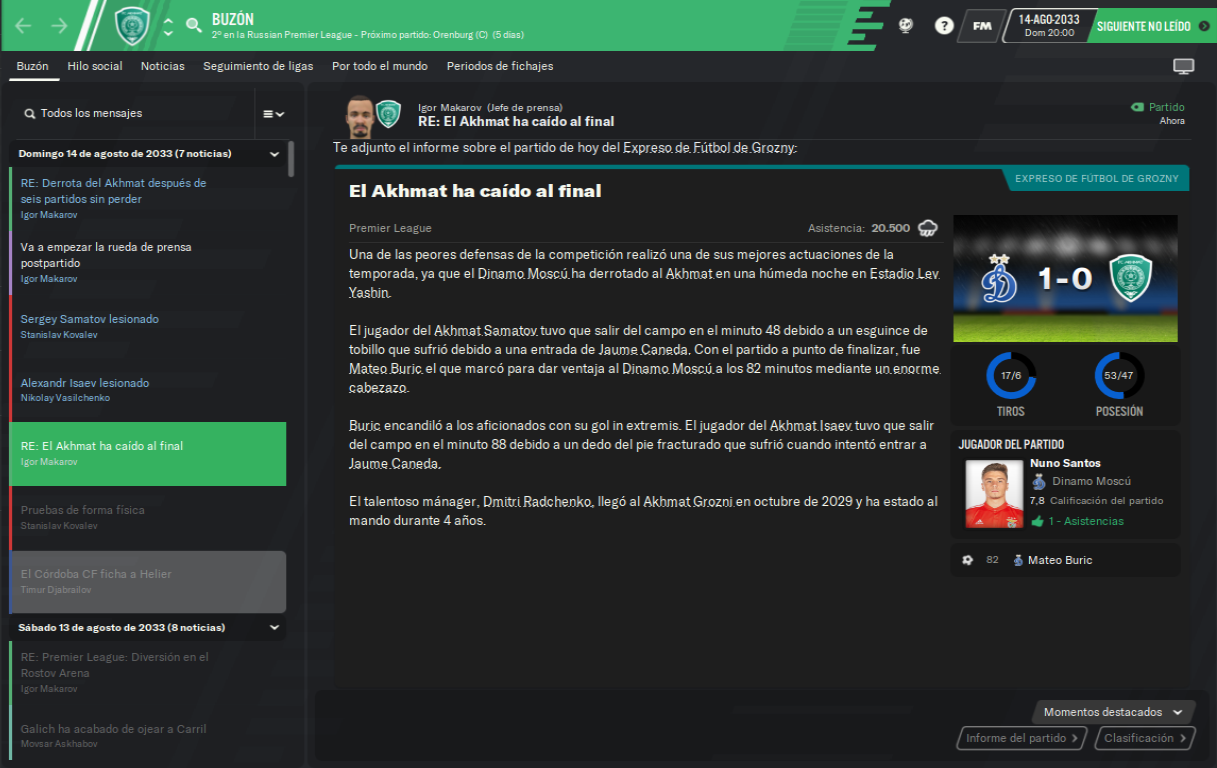 BUZÓN
2º en la Russian Premier League - Próximo partido: Orenburg (C) (5 días)
FM
14-AGO-2033
Dom 20:00
SIGUIENTE NO LEÍDO
Buzón
Hilo social
Noticias
Seguimiento de ligas
Por todo el mundo
Periodos de fichajes
Todos los mensajes
Domingo 14 de agosto de 2033 (7 noticias)
RE: Derrota del Akhmat después de
seis partidos sin perder
Igor Makarov
Va a empezar la rueda de prensa
postpartido
Igor Makarov
Sergey Samatov lesionado
Stanislav Kovalev
Alexandr Isaev lesionado
Nikolay Vasilchenko
RE: El Akhmat ha caído al final
Igor Makarov
Pruebas de forma física
Stanislav Kovalev
El Córdoba CF ficha a Helier
Timur Djabrailov
Sábado 13 de agosto de 2033 (8 noticias)
RE: Premier League: Diversión en el
Rostov Arena
Igor Makarov
Galich ha acabado de ojear a Carril
Movsar Askhabov
Igor Makarov (Jefe de prensa)
RE: El Akhmat ha caído al final
Partido
Ahora
Te adjunto el informe sobre el partido de hoy del Expreso de Fútbol de Grozny:
EXPRESO DE FÚTBOL DE GROZNY
El Akhmat ha caído al final
Premier League
Asistencia: 20.500
Una de las peores defensas de la competición realizó una de sus mejores actuaciones de la
temporada, ya que el Dinamo Moscú ha derrotado al Akhmat en una húmeda noche en Estadio Lev
Yashin.
El jugador del Akhmat Samatov tuvo que salir del campo en el minuto 48 debido a un esguince de
tobillo que sufrió debido a una entrada de Jaume Caneda. Con el partido a punto de finalizar, fue
Mateo Buric el que marcó para dar ventaja al Dinamo Moscú a los 82 minutos mediante un enorme
cabezazo.
Buric encandiló a los aficionados con su gol in extremis. El jugador del Akhmat Isaev tuvo que salir
del campo en el minuto 88 debido a un dedo del pie fracturado que sufrió cuando intentó entrar a
Jaume Caneda.
El talentoso mánager, Dmitri Radchenko, llegó al Akhmat Grozni en octubre de 2029 y ha estado al
mando durante 4 años.
1-0
17/6
53/47
TIROS
POSESIÓN
JUGADOR DEL PARTIDO
Nuno Santos
Dinamo Moscú
7,8 Calificación del partido
1 - Asistencias
82 Mateo Buric
Momentos destacados
Informe del partido
Clasificación